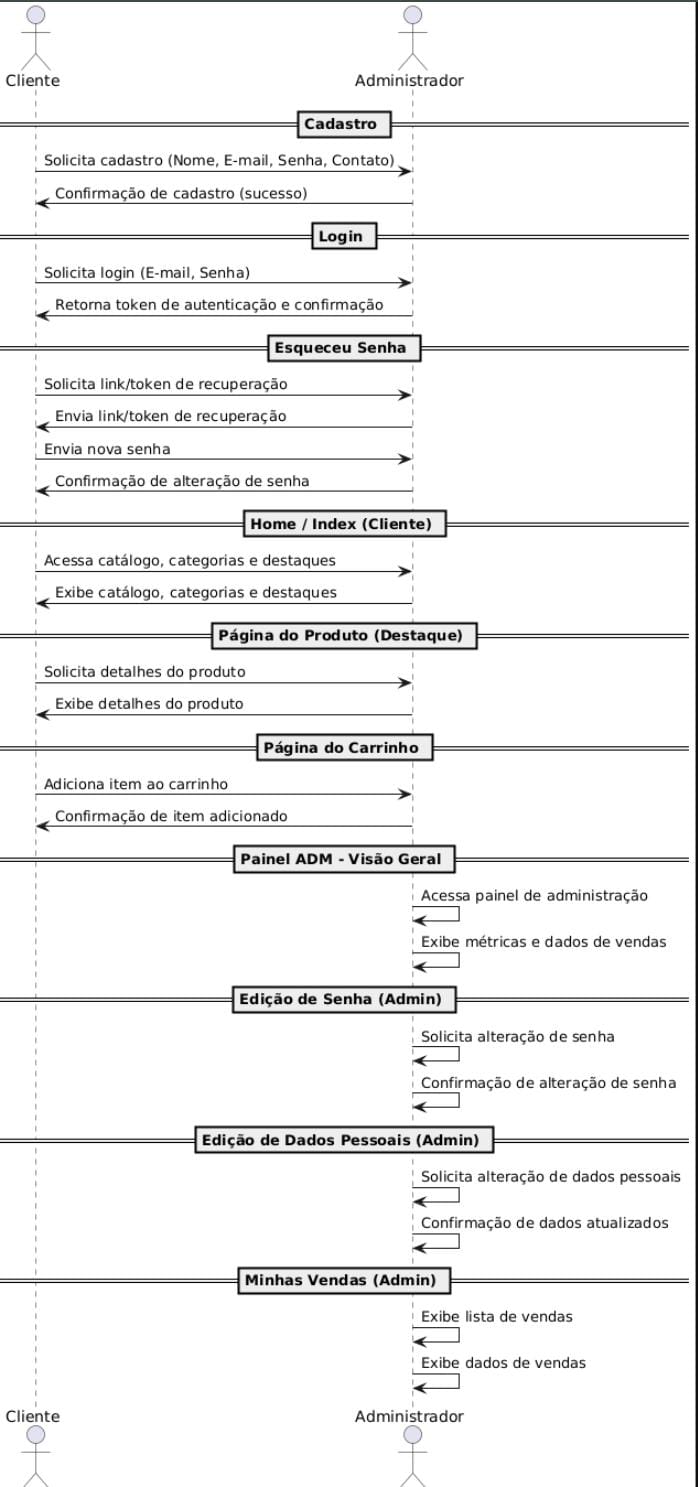 Cliente
Administrador
Cadastro
Solicita cadastro (Nome, E-mail, Senha, Contato)
Confirmação de cadastro (sucesso)
Login
Solicita login (E-mail, Senha)
Retorna token de autenticação e confirmação
Esqueceu Senha
Solicita link/token de recuperação
Envia link/token de recuperação
Envia nova senha
Confirmação de alteração de senha
Home / Index (Cliente)
Acessa catálogo, categorias e destaques
Exibe catálogo, categorias e destaques
Página do Produto (Destaque)
Solicita detalhes do produto
Exibe detalhes do produto
Página do Carrinho
Adiciona item ao carrinho
Confirmação de item adicionado
Painel ADM - Visão Geral
Acessa painel de administração
Exibe métricas e dados de vendas
Edição de Senha (Admin)
Solicita alteração de senha
Confirmação de alteração de senha
Edição de Dados Pessoais (Admin)
Solicita alteração de dados pessoais
Confirmação de dados atualizados
Minhas Vendas (Admin)
Exibe lista de vendas
Exibe dados de vendas
Cliente
Administrador